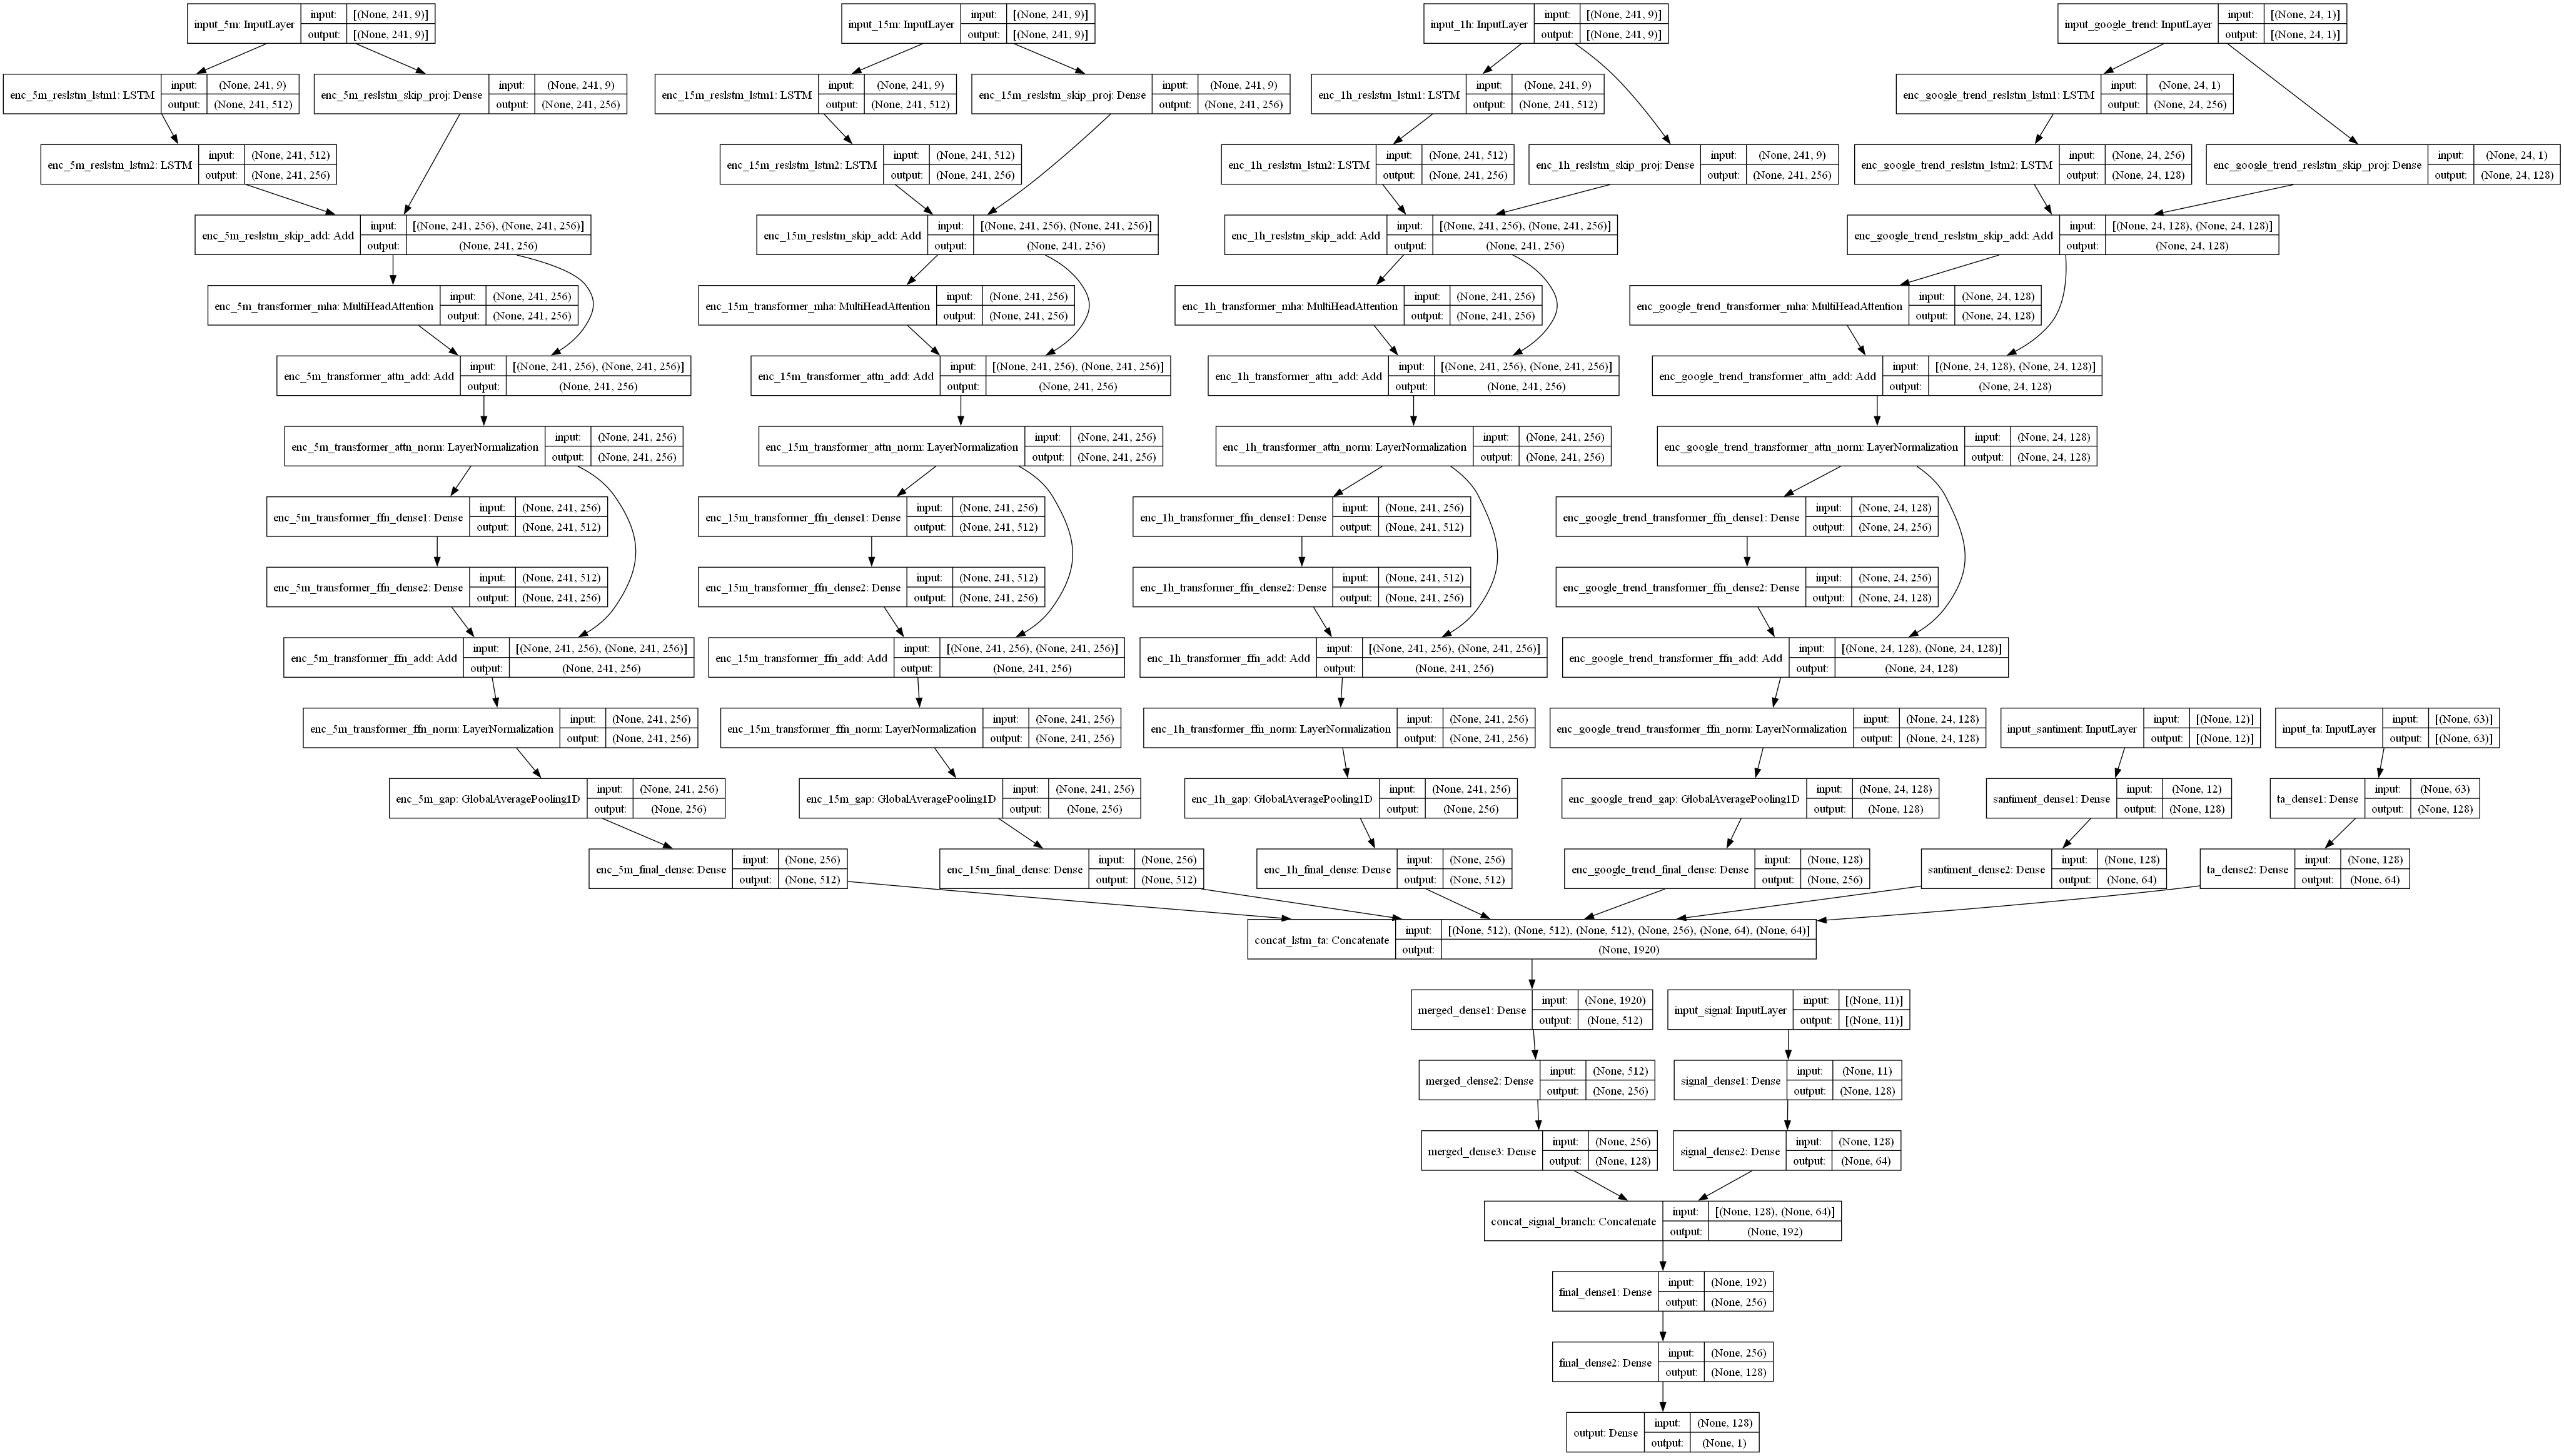 input_5m: InputLayer input: [(None, 241, 9)] output: [(None, 241, 9)]
input_15m: InputLayer input: [(None, 241, 9)] output: [(None, 241, 9)]
input_1h: InputLayer input: [(None, 241, 9)] output: [(None, 241, 9)]
input_google_trend: InputLayer input: [(None, 24, 1)] output: [(None, 24, 1)]
enc_5m_reslstm_lstm1: LSTM input: (None, 241, 9) output: (None, 241, 512)
enc_5m_reslstm_skip_proj: Dense input: (None, 241, 9) output: (None, 241, 256)
enc_15m_reslstm_lstm1: LSTM input: (None, 241, 9) output: (None, 241, 512)
enc_15m_reslstm_skip_proj: Dense input: (None, 241, 9) output: (None, 241, 256)
enc_1h_reslstm_lstm1: LSTM input: (None, 241, 9) output: (None, 241, 512)
enc_google_trend_reslstm_lstm1: LSTM input: (None, 24, 1) output: (None, 24, 256)
enc_5m_reslstm_lstm2: LSTM input: (None, 241, 512) output: (None, 241, 256)
enc_15m_reslstm_lstm2: LSTM input: (None, 241, 512) output: (None, 241, 256)
enc_1h_reslstm_lstm2: LSTM input: (None, 241, 512) output: (None, 241, 256)
enc_1h_reslstm_skip_proj: Dense input: (None, 241, 9) output: (None, 241, 256)
enc_google_trend_reslstm_lstm2: LSTM input: (None, 24, 256) output: (None, 24, 128)
enc_google_trend_reslstm_skip_proj: Dense input: (None, 24, 1) output: (None, 24, 128)
enc_5m_reslstm_skip_add: Add input: [(None, 241, 256), (None, 241, 256)] output: (None, 241, 256)
enc_15m_reslstm_skip_add: Add input: [(None, 241, 256), (None, 241, 256)] output: (None, 241, 256)
enc_1h_reslstm_skip_add: Add input: [(None, 241, 256), (None, 241, 256)] output: (None, 241, 256)
enc_google_trend_reslstm_skip_add: Add input: [(None, 24, 128), (None, 24, 128)] output: (None, 24, 128)
enc_5m_transformer_mha: MultiHeadAttention input: (None, 241, 256) output: (None, 241, 256)
enc_15m_transformer_mha: MultiHeadAttention input: (None, 241, 256) output: (None, 241, 256)
enc_1h_transformer_mha: MultiHeadAttention input: (None, 241, 256) output: (None, 241, 256)
enc_google_trend_transformer_mha: MultiHeadAttention input: (None, 24, 128) output: (None, 24, 128)
enc_5m_transformer_attn_add: Add input: [(None, 241, 256), (None, 241, 256)] output: (None, 241, 256)
enc_15m_transformer_attn_add: Add input: [(None, 241, 256), (None, 241, 256)] output: (None, 241, 256)
enc_1h_transformer_attn_add: Add input: [(None, 241, 256), (None, 241, 256)] output: (None, 241, 256)
enc_google_trend_transformer_attn_add: Add input: [(None, 24, 128), (None, 24, 128)] output: (None, 24, 128)
enc_5m_transformer_attn_norm: LayerNormalization input: (None, 241, 256) output: (None, 241, 256)
enc_15m_transformer_attn_norm: LayerNormalization input: (None, 241, 256) output: (None, 241, 256)
enc_1h_transformer_attn_norm: LayerNormalization input: (None, 241, 256) output: (None, 241, 256)
enc_google_trend_transformer_attn_norm: LayerNormalization input: (None, 24, 128) output: (None, 24, 128)
enc_5m_transformer_ffn_dense1: Dense input: (None, 241, 256) output: (None, 241, 512)
enc_15m_transformer_ffn_dense1: Dense input: (None, 241, 256) output: (None, 241, 512)
enc_1h_transformer_ffn_dense1: Dense input: (None, 241, 256) output: (None, 241, 512)
enc_google_trend_transformer_ffn_dense1: Dense input: (None, 24, 128) output: (None, 24, 256)
enc_5m_transformer_ffn_dense2: Dense input: (None, 241, 512) output: (None, 241, 256)
enc_15m_transformer_ffn_dense2: Dense input: (None, 241, 512) output: (None, 241, 256)
enc_1h_transformer_ffn_dense2: Dense input: (None, 241, 512) output: (None, 241, 256)
enc_google_trend_transformer_ffn_dense2: Dense input: (None, 24, 256) output: (None, 24, 128)
enc_5m_transformer_ffn_add: Add input: [(None, 241, 256), (None, 241, 256)] output: (None, 241, 256)
enc_15m_transformer_ffn_add: Add input: [(None, 241, 256), (None, 241, 256)] output: (None, 241, 256)
enc_1h_transformer_ffn_add: Add input: [(None, 241, 256), (None, 241, 256)] output: (None, 241, 256)
enc_google_trend_transformer_ffn_add: Add input: [(None, 24, 128), (None, 24, 128)] output: (None, 24, 128)
enc_5m_transformer_ffn_norm: LayerNormalization input: (None, 241, 256) output: (None, 241, 256)
enc_15m_transformer_ffn_norm: LayerNormalization input: (None, 241, 256) output: (None, 241, 256)
enc_1h_transformer_ffn_norm: LayerNormalization input: (None, 241, 256) output: (None, 241, 256)
enc_google_trend_transformer_ffn_norm: LayerNormalization input: (None, 24, 128) output: (None, 24, 128)
input_santiment: InputLayer input: [(None, 12)] output: [(None, 12)]
input_ta: InputLayer input: [(None, 63)] output: [(None, 63)]
enc_5m_gap: GlobalAveragePooling1D input: (None, 241, 256) output: (None, 256)
enc_15m_gap: GlobalAveragePooling1D input: (None, 241, 256) output: (None, 256)
enc_1h_gap: GlobalAveragePooling1D input: (None, 241, 256) output: (None, 256)
enc_google_trend_gap: GlobalAveragePooling1D input: (None, 24, 128) output: (None, 128)
santiment_dense1: Dense input: (None, 12) output: (None, 128)
ta_dense1: Dense input: (None, 63) output: (None, 128)
enc_5m_final_dense: Dense input: (None, 256) output: (None, 512)
enc_15m_final_dense: Dense input: (None, 256) output: (None, 512)
enc_1h_final_dense: Dense input: (None, 256) output: (None, 512)
enc_google_trend_final_dense: Dense input: (None, 128) output: (None, 256)
santiment_dense2: Dense input: (None, 128) output: (None, 64)
ta_dense2: Dense input: (None, 128) output: (None, 64)
concat_lstm_ta: Concatenate input: [(None, 512), (None, 512), (None, 512), (None, 256), (None, 64), (None, 64)] output: (None, 1920)
merged_dense1: Dense input: (None, 1920) output: (None, 512)
input_signal: InputLayer input: [(None, 11)] output: [(None, 11)]
merged_dense2: Dense input: (None, 512) output: (None, 256)
signal_dense1: Dense input: (None, 11) output: (None, 128)
merged_dense3: Dense input: (None, 256) output: (None, 128)
signal_dense2: Dense input: (None, 128) output: (None, 64)
concat_signal_branch: Concatenate input: [(None, 128), (None, 64)] output: (None, 192)
final_dense1: Dense input: (None, 192) output: (None, 256)
final_dense2: Dense input: (None, 256) output: (None, 128)
output: Dense input: (None, 128) output: (None, 1)